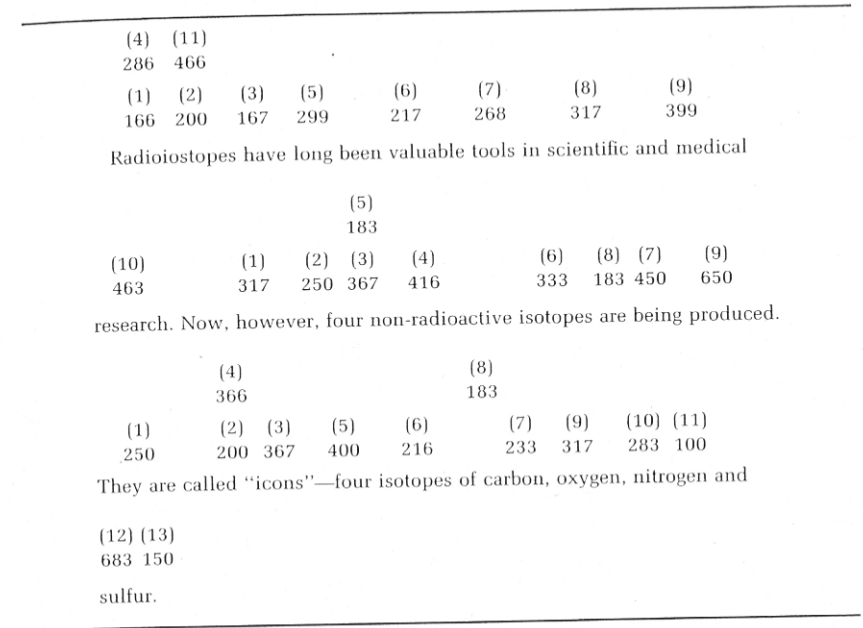 (4) (11)
286 466
(1) (2) (3) (5) (6) (7) (8) (9)
166 200 167 299 217 268 317 399
Radioiostopes have long been valuable tools in scientific and medical
(5)
183
(10) (1) (2) (3) (4) (6) (8) (7) (9)
463 317 250 367 416 333 183 450 650
research. Now, however, four non-radioactive isotopes are being produced.
(4) (8)
366 183
(1) (2) (3) (5) (6) (7) (9) (10) (11)
250 200 367 400 216 233 317 283 100
They are called “icons”—four isotopes of carbon, oxygen, nitrogen and
(12) (13)
683 150
sulfur.